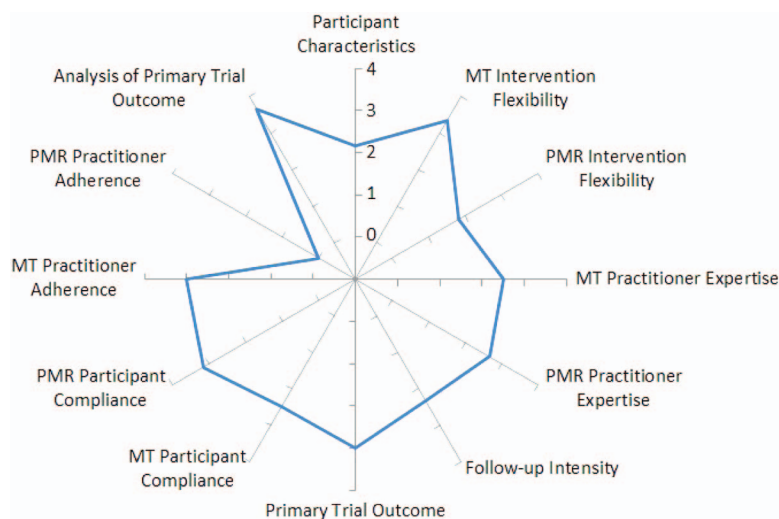 Participant
Characteristics
Analysis of Primary Trial
Outcome
4
MT Intervention
Flexibility
3
PMR Practitioner
Adherence
2
PMR Intervention
Flexibility
1
0
MT Practitioner
Adherence
MT Practitioner Expertise
PMR Participant
Compliance
PMR Practitioner
Expertise
MT Participant
Compliance
Follow-up Intensity
Primary Trial Outcome